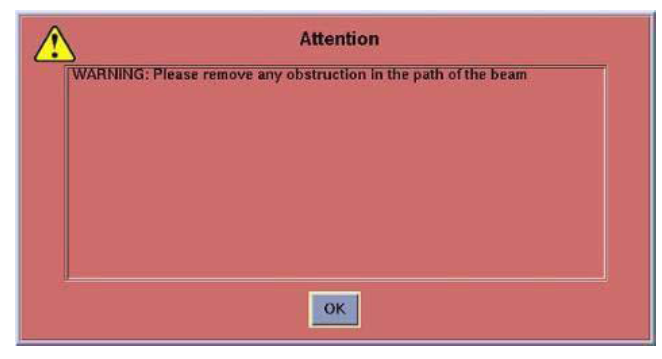 Attention
WARNING: Please remove any obstruction in the path of the beam
OK